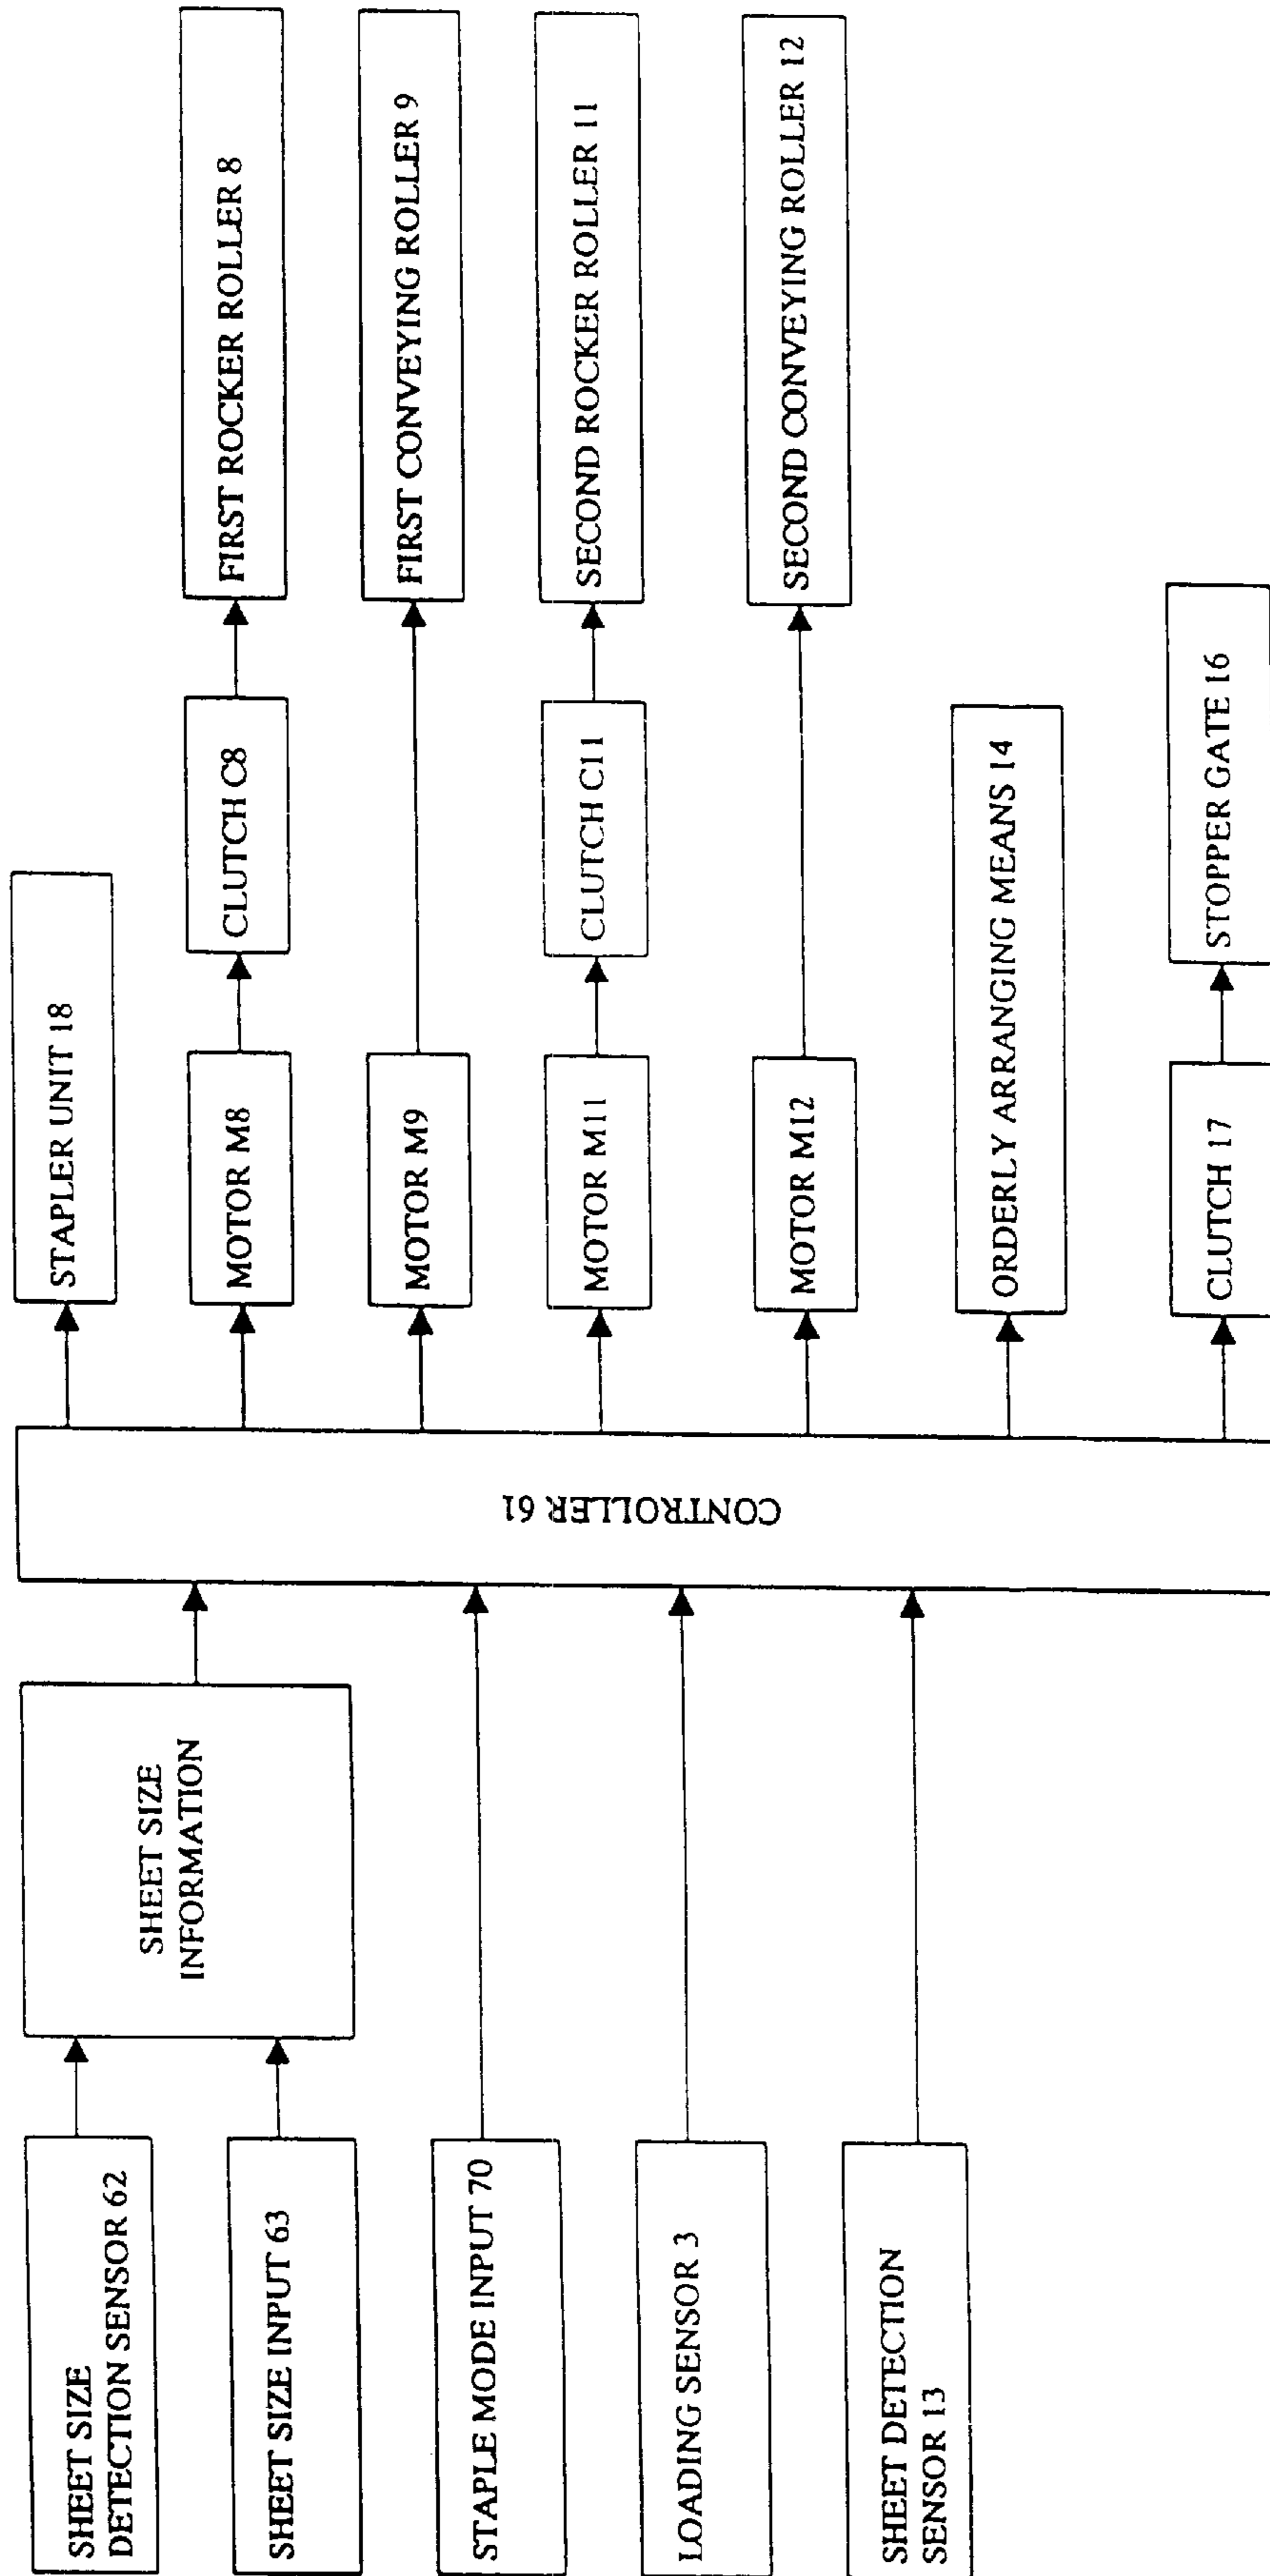 SHEET SIZE
DETECTION SENSOR 62
SHEET SIZE INPUT 63
STAPLE MODE INPUT 70
LOADING SENSOR 3
SHEET DETECTION
SENSOR 13
SHEET SIZE
INFORMATION
CONTROLLER 61
STAPLER UNIT 18
MOTOR M8
CLUTCH C8
FIRST ROCKER ROLLER 8
MOTOR M9
FIRST CONVEYING ROLLER 9
MOTOR M11
CLUTCH C11
SECOND ROCKER ROLLER 11
MOTOR M12
SECOND CONVEYING ROLLER 12
ORDERLY ARRANGING MEANS 14
CLUTCH 17
STOPPER GATE 16